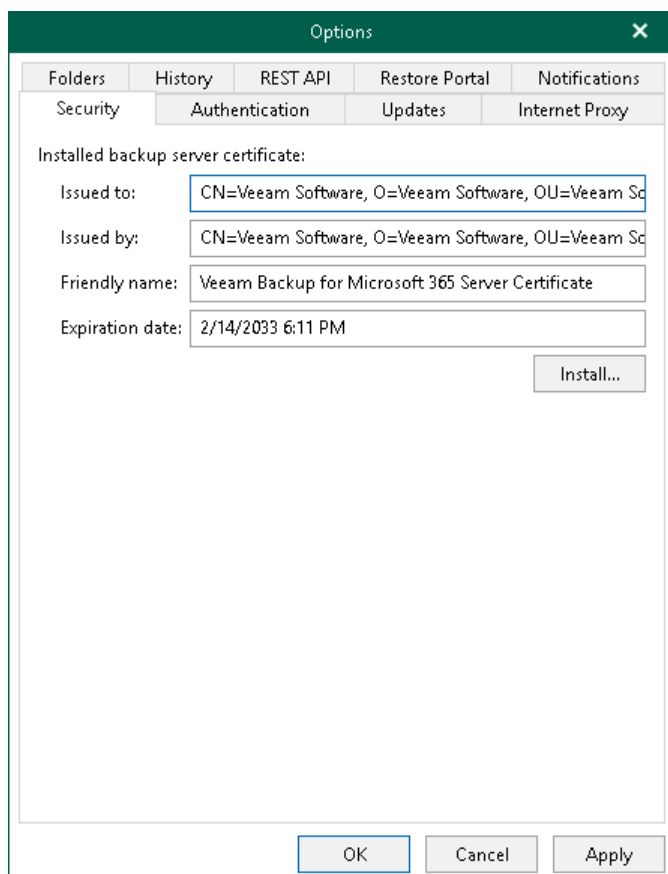 Options
Folders History REST API Restore Portal Notifications
Security Authentication Updates Internet Proxy
Installed backup server certificate:
Issued to: CN=Veeam Software, O=Veeam Software, OU=Veeam So
Issued by: CN=Veeam Software, O=Veeam Software, OU=Veeam So
Friendly name: Veeam Backup for Microsoft 365 Server Certificate
Expiration date: 2/14/2033 6:11 PM
Install...
OK Cancel Apply